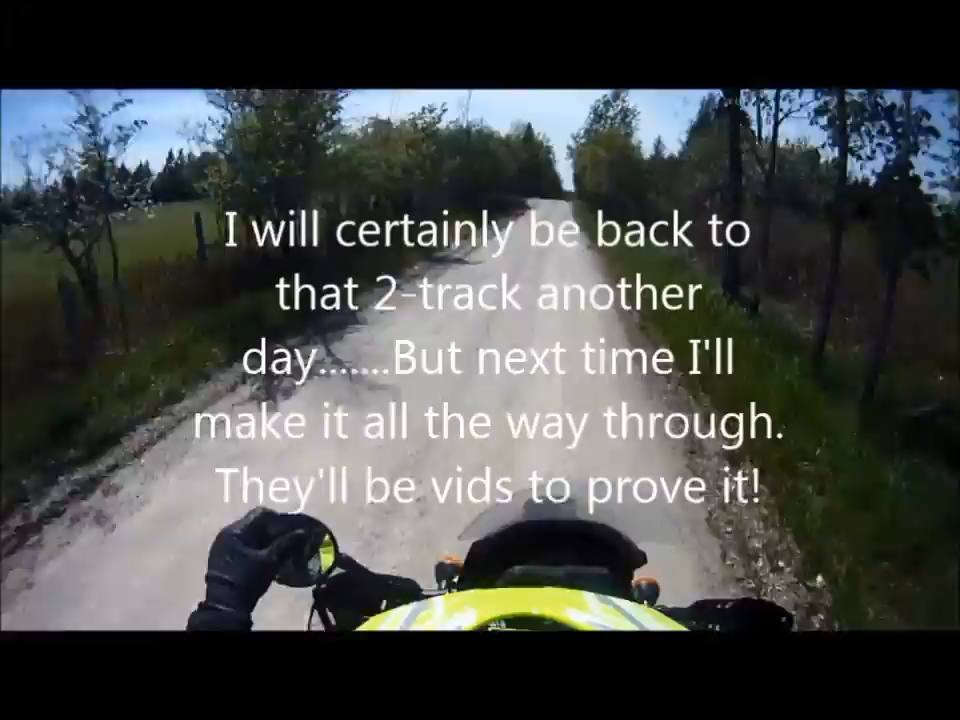 I will certainly be back to
that 2-track another
day.......But next time I'll
make it all the way through.
They'll be vids to prove it!